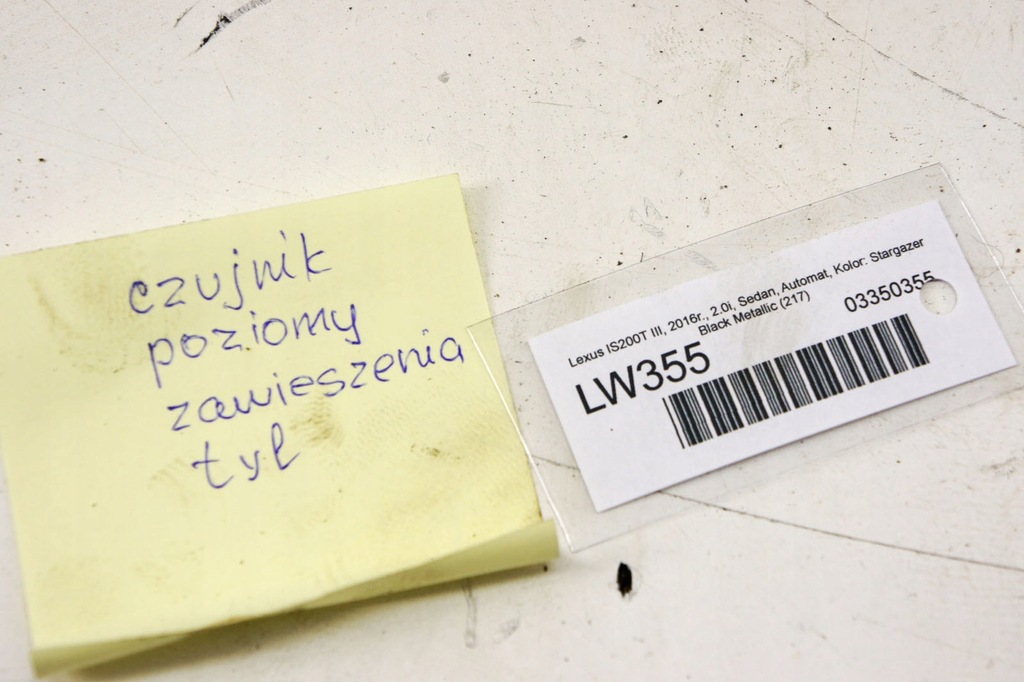 czujnik
poziomy
zawieszenia
tył
Lexus IS200T III, 2016r., 2.0i, Sedan, Automat, Kolor: Stargazer
Black Metallic (217)
LW355
03350355